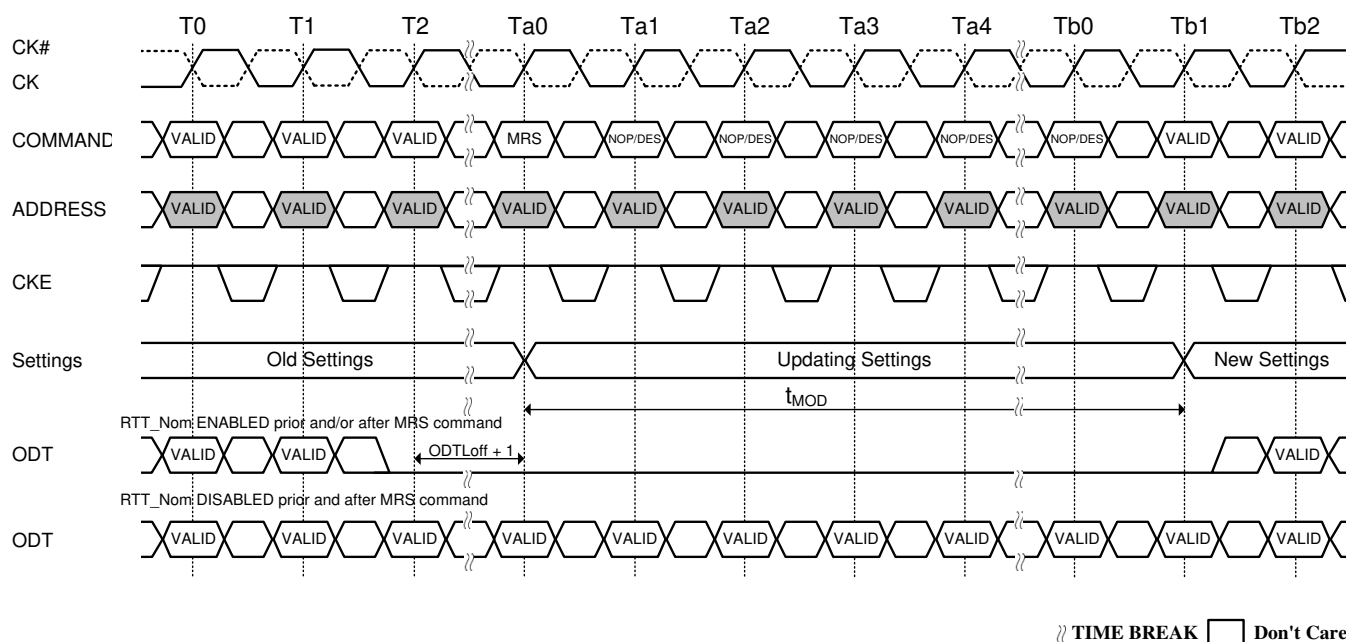 T0 T1 T2 Ta0 Ta1 Ta2 Ta3 Ta4 Tb0 Tb1 Tb2
CK#
CK
COMMAND VALID VALID VALID MRS NOP/DES NOP/DES NOP/DES NOP/DES NOP/DES VALID VALID
ADDRESS VALID VALID VALID VALID VALID VALID VALID VALID VALID VALID VALID
CKE
Settings Old Settings Updating Settings New Settings
tMOD
RTT_Nom ENABLED prior and/or after MRS command
ODT VALID VALID ODTLoff + 1 VALID
RTT_Nom DISABLED prior and after MRS command
ODT VALID VALID VALID VALID VALID VALID VALID VALID VALID VALID VALID
TIME BREAK Don't Care